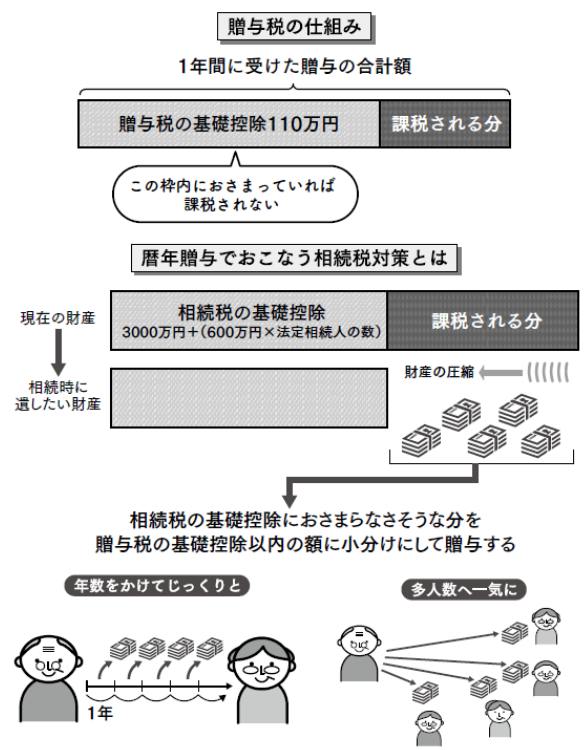 贈与税の仕組み
1年間に受けた贈与の合計額
贈与税の基礎控除110万円
課税される分
この枠内におさまっていれば
課税されない
暦年贈与でおこなう相続税対策とは
現在の財産
相続税の基礎控除
3000万円+(600万円×法定相続人の数)
課税される分
相続時に
遺したい財産
財産の圧縮
相続税の基礎控除におさまらなさそうな分を
贈与税の基礎控除以内の額に小分けにして贈与する
年数をかけてじっくりと
多人数へ一気に
1年